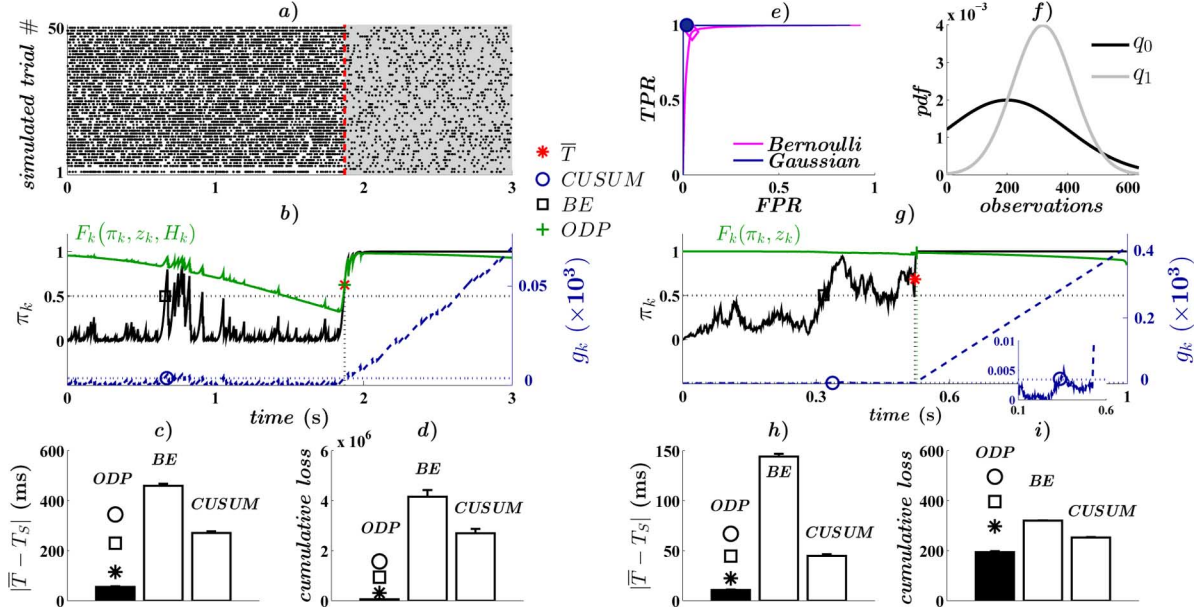 a)
simulated trial #
50
1
0
1
2
3
T̅
CUSUM
BE
ODP
e)
TPR
1
0.5
0
0
0.5
1
FPR
Bernoulli
Gaussian
f)
x 10⁻³
pdf
4
3
2
1
0
0
200
400
600
observations
q₀
q₁
b)
F_k(π_k, z_k, H_k)
π_k
1
0.5
0
0
1
2
3
time (s)
0.05
0
g_k (×10³)
g)
F_k(π_k, z_k)
π_k
1
0.5
0
0
0.3
0.6
1
time (s)
0.4
0.2
0
g_k (×10³)
0.01
0.005
0
0.1
0.6
c)
|T̅ − T_S| (ms)
600
400
200
0
ODP
BE
CUSUM
d)
x 10⁶
cumulative loss
6
4
2
0
ODP
BE
CUSUM
h)
|T̅ − T_S| (ms)
150
100
50
0
ODP
BE
CUSUM
i)
cumulative loss
600
400
200
0
ODP
BE
CUSUM